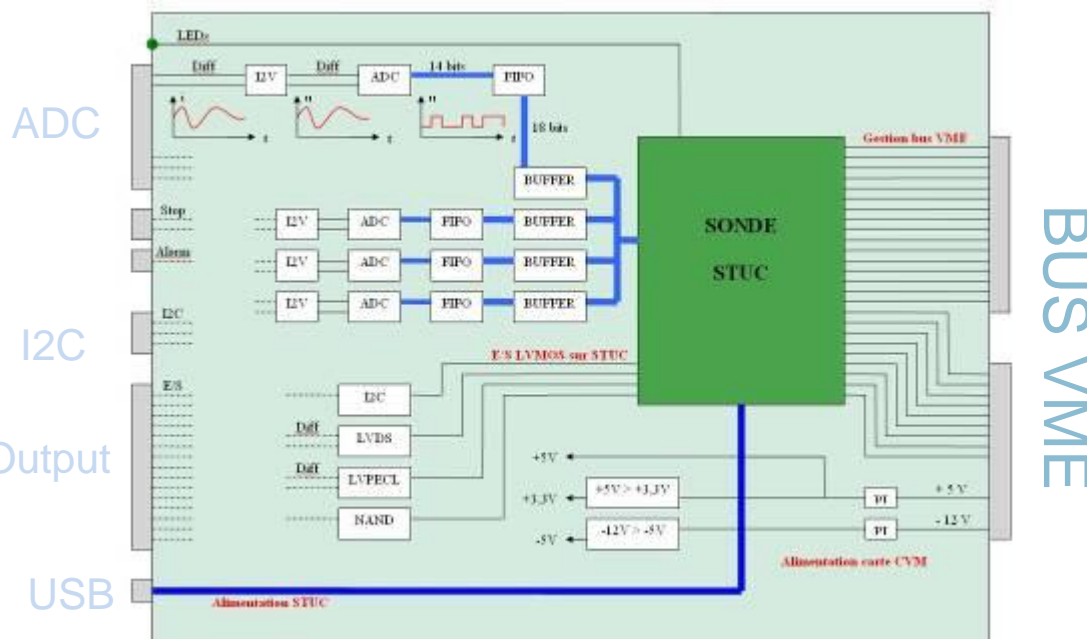 LEDs
Diff
I2V
Diff
ADC
14 bits
FIFO
I
t
U
t
U
t
18 bits
ADC
Gestion bus VME
BUFFER
Stop
I2V
ADC
FIFO
BUFFER
SONDE
STUC
Alarm
I2V
ADC
FIFO
BUFFER
I2C
I2V
ADC
FIFO
BUFFER
I2C
BUS VME
E/S LVMOS sur STUC
E/S
I2C
Diff
LVDS
Output
Diff
LVPECL
NAND
+5V
+3,3V
+5V > +3,3V
PI
+ 5 V
-5V
-12V > -5V
PI
- 12 V
Alimentation carte CVM
USB
Alimentation STUC